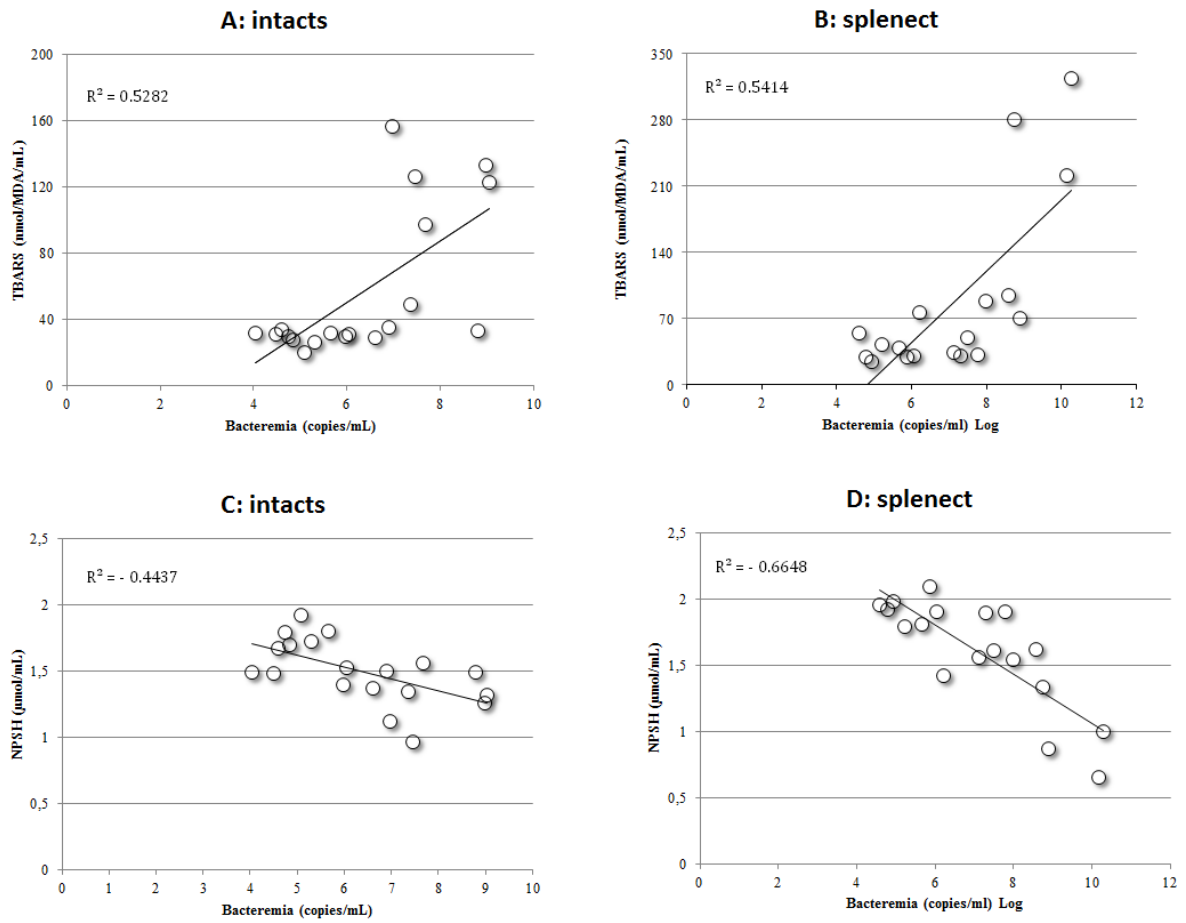 A: intacts
200
160
120
80
40
0
R² = 0.5282
TBARS (nmol/MDA/mL)
0 2 4 6 8 10
Bacteremia (copies/mL)
B: splenect
350
280
210
140
70
0
R² = 0.5414
TBARS (nmol/MDA/mL)
0 2 4 6 8 10 12
Bacteremia (copies/ml) Log
C: intacts
2,5
2
1,5
1
0,5
0
R² = - 0.4437
NPSH (µmol/mL)
0 1 2 3 4 5 6 7 8 9 10
Bacteremia (copies/mL)
D: splenect
2,5
2
1,5
1
0,5
0
R² = - 0.6648
NPSH (µmol/mL)
0 2 4 6 8 10 12
Bacteremia (copies/ml) Log